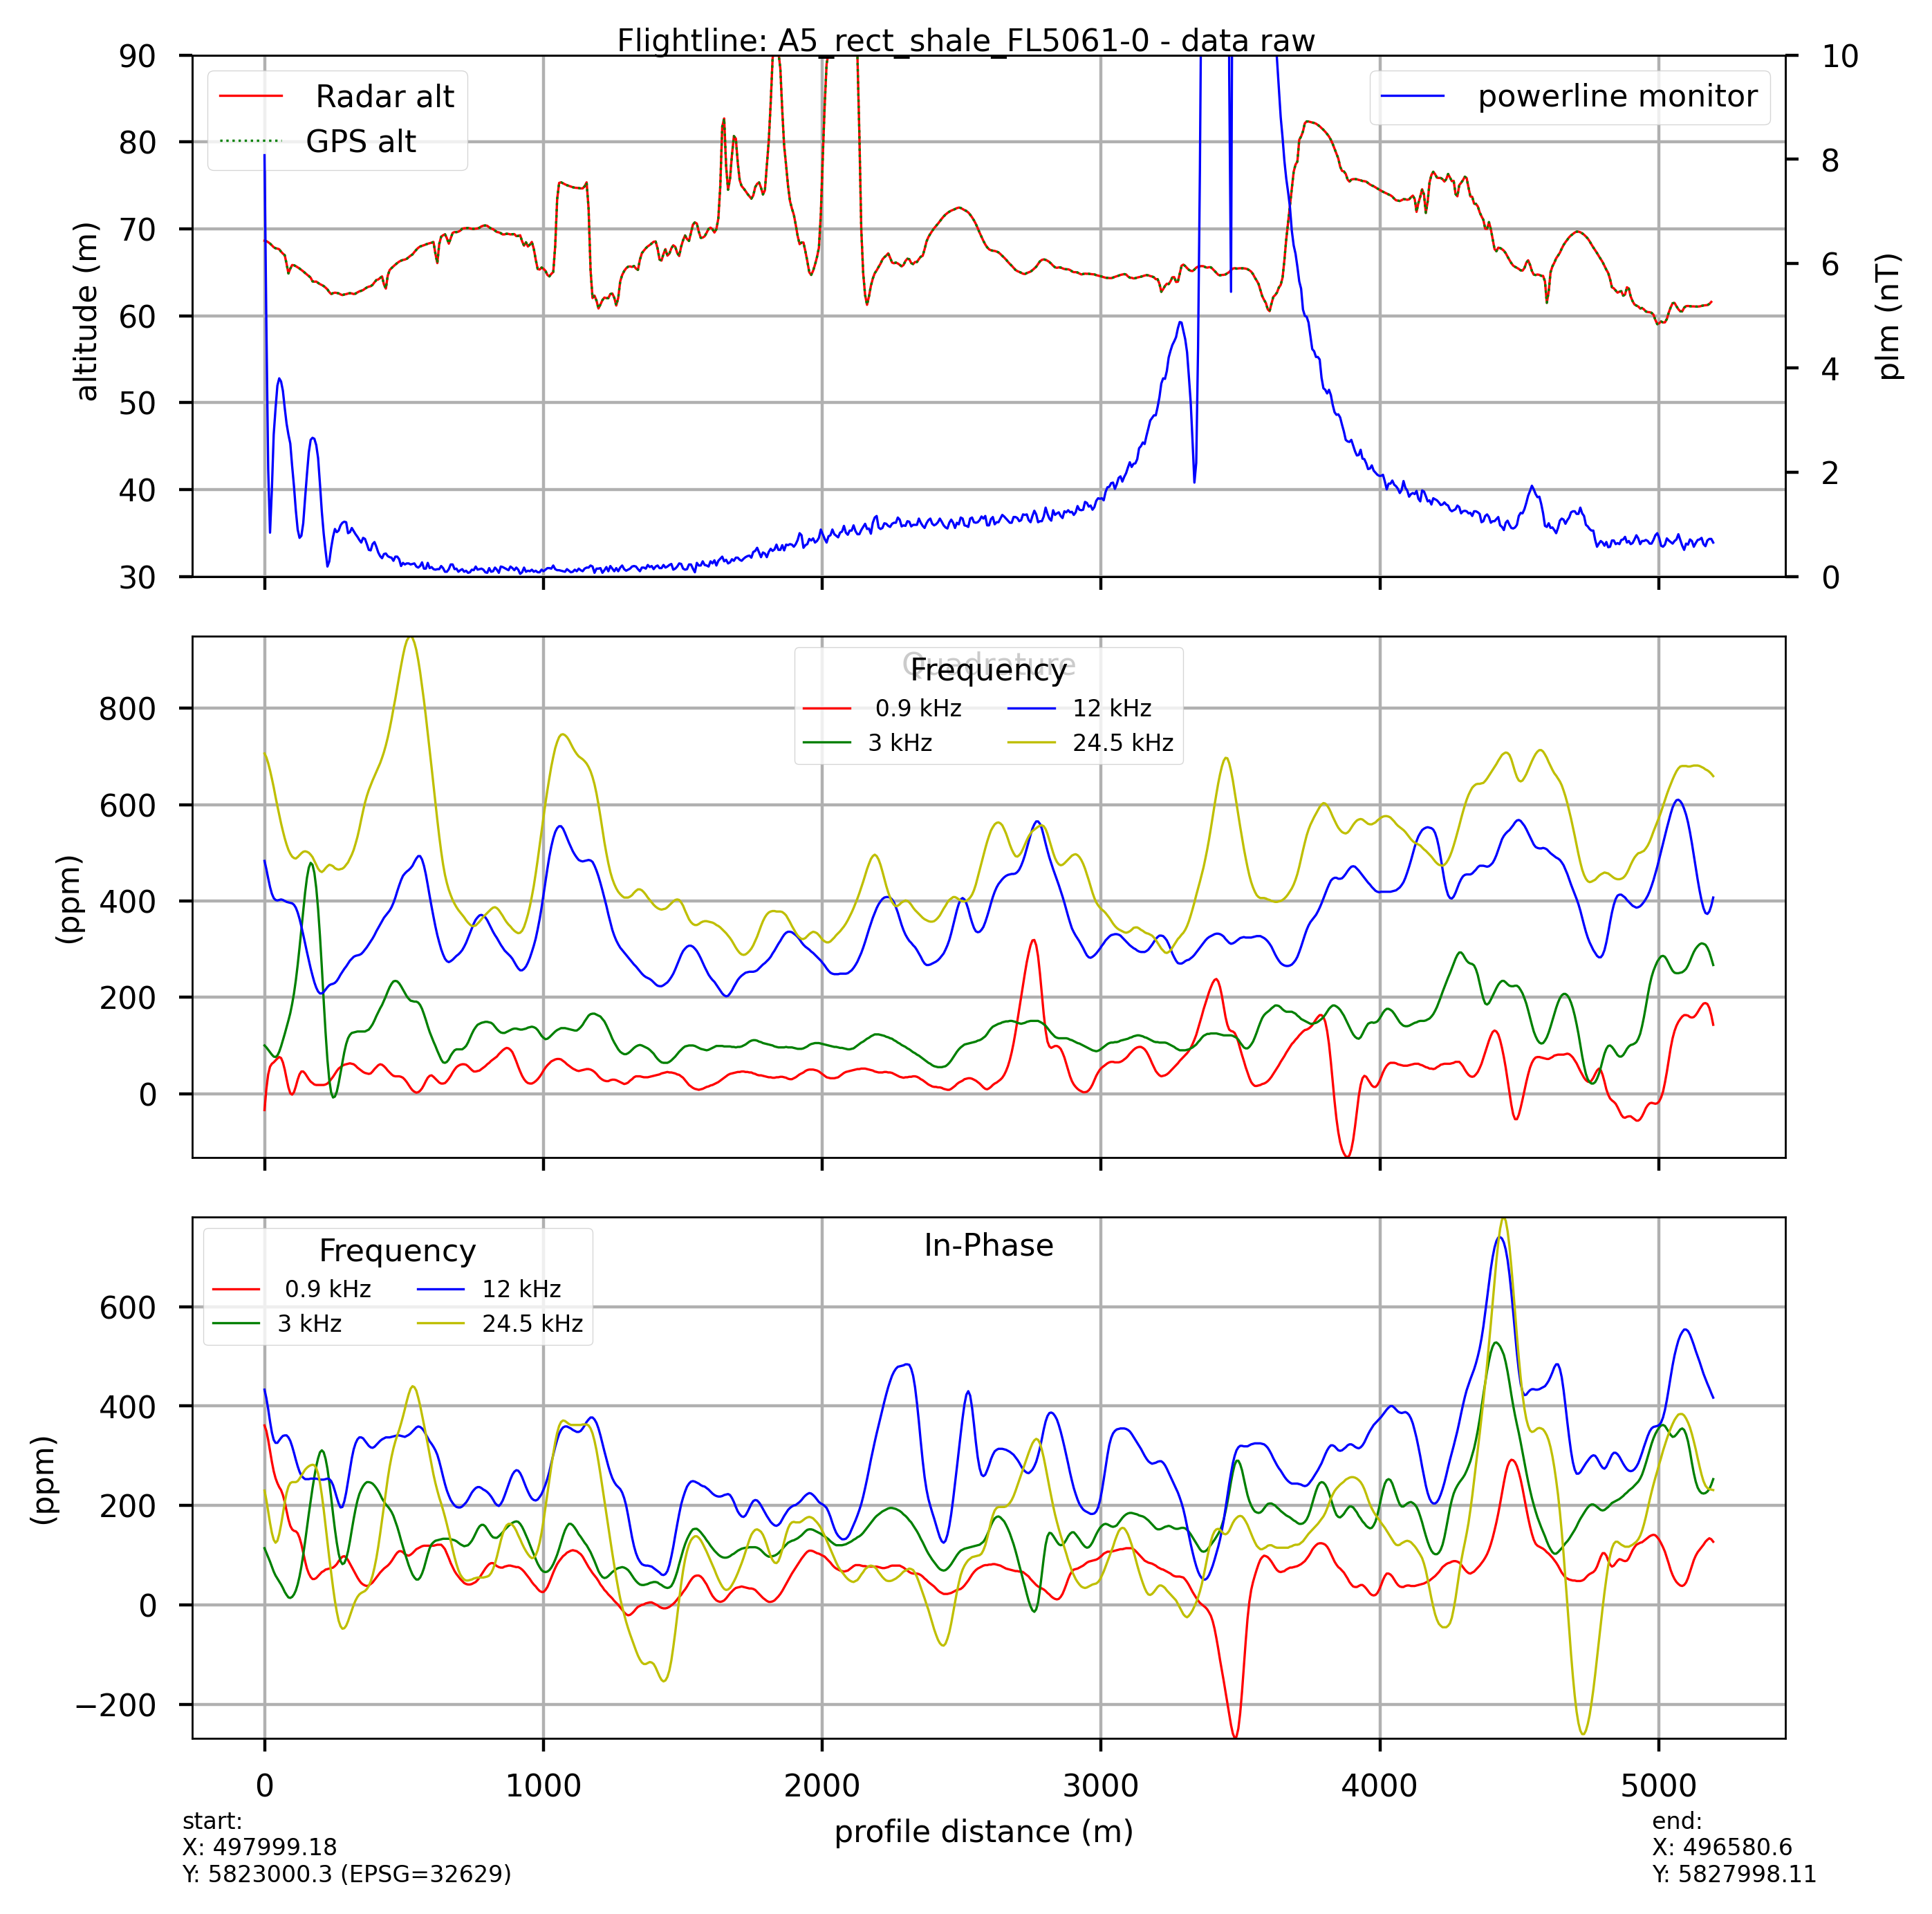 Flightline: A5_rect_shale_FL5061-0 - data raw
90
80
70
60
50
40
30
altitude (m)
Radar alt
GPS alt
powerline monitor
10
8
6
4
2
0
plm (nT)
Quadrature
Frequency
0.9 kHz 12 kHz
3 kHz 24.5 kHz
800
600
400
200
0
(ppm)
In-Phase
Frequency
0.9 kHz 12 kHz
3 kHz 24.5 kHz
600
400
200
0
−200
(ppm)
0 1000 2000 3000 4000 5000
profile distance (m)
start:
X: 497999.18
Y: 5823000.3 (EPSG=32629)
end:
X: 496580.6
Y: 5827998.11